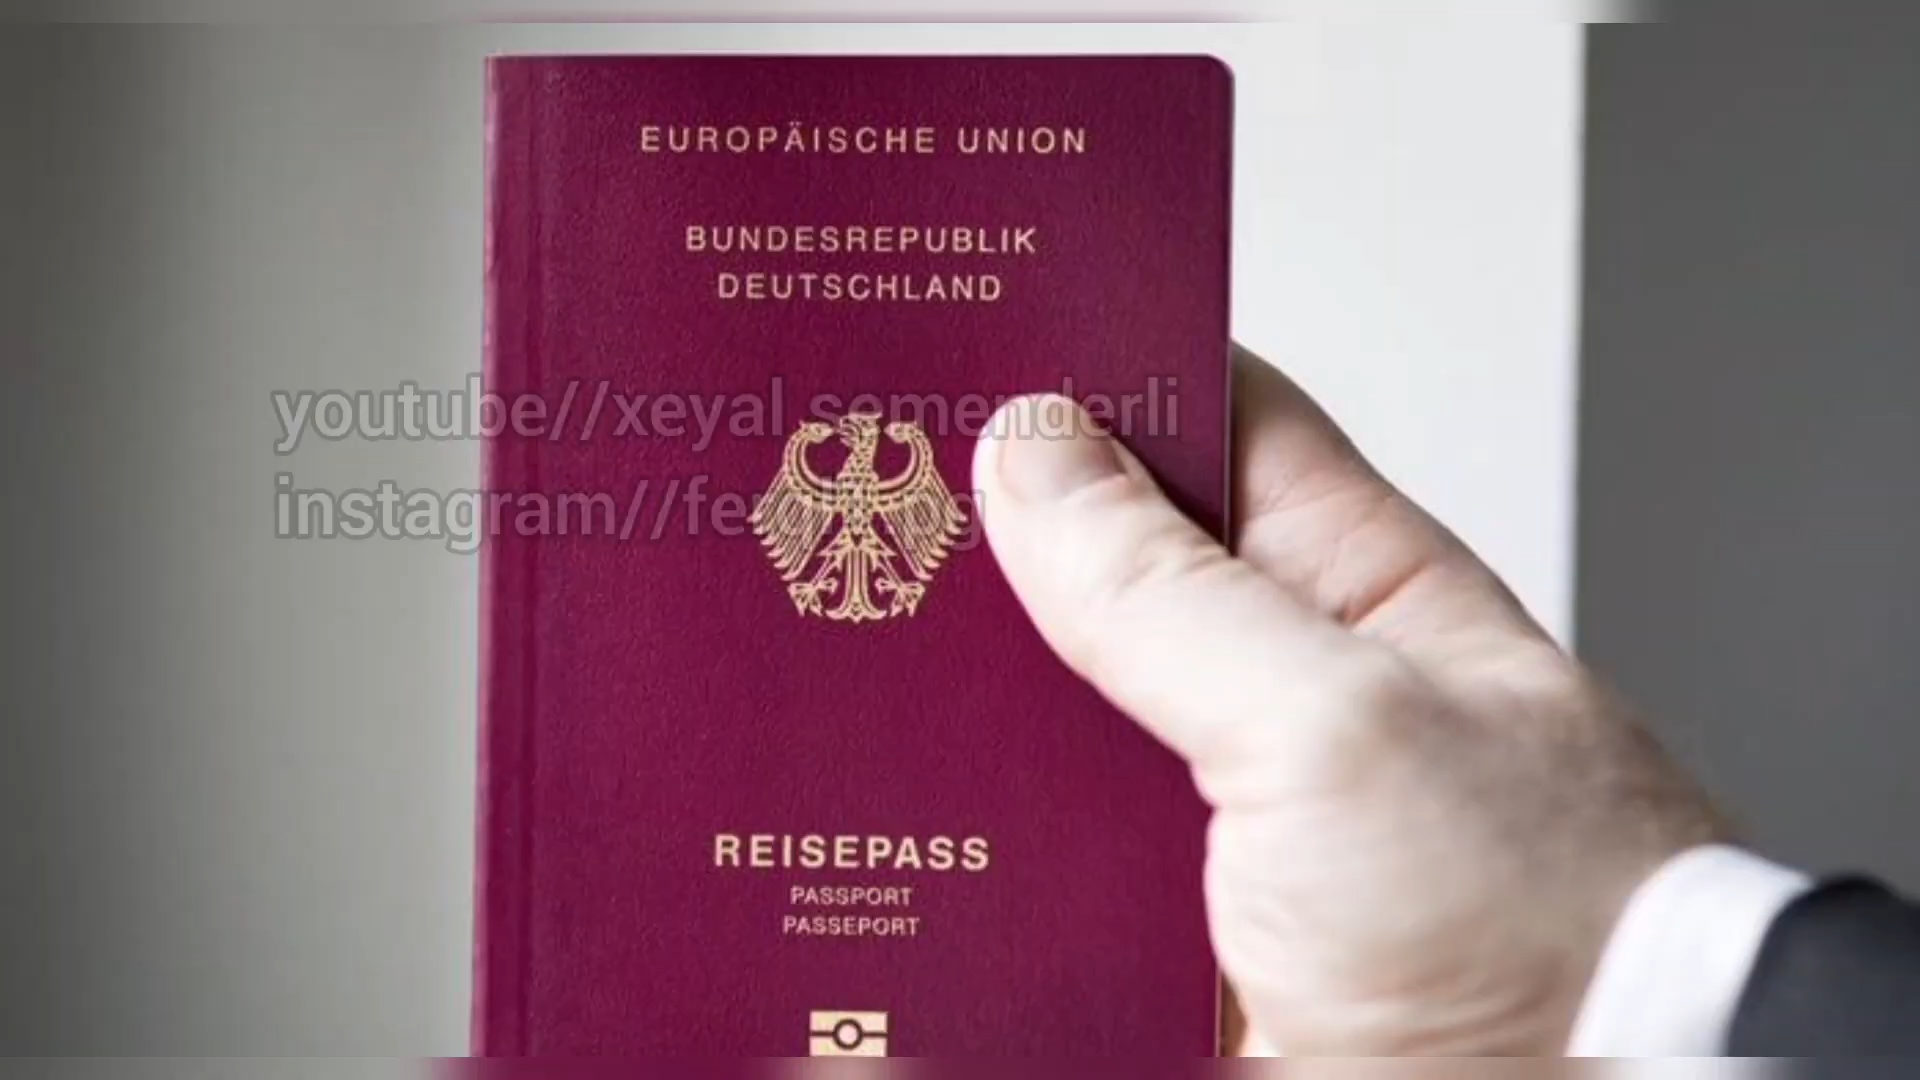 EUROPÄISCHE UNION
BUNDESREPUBLIK
DEUTSCHLAND
youtube//xeyal semenderli
instagram//
REISEPASS
PASSPORT
PASSEPORT